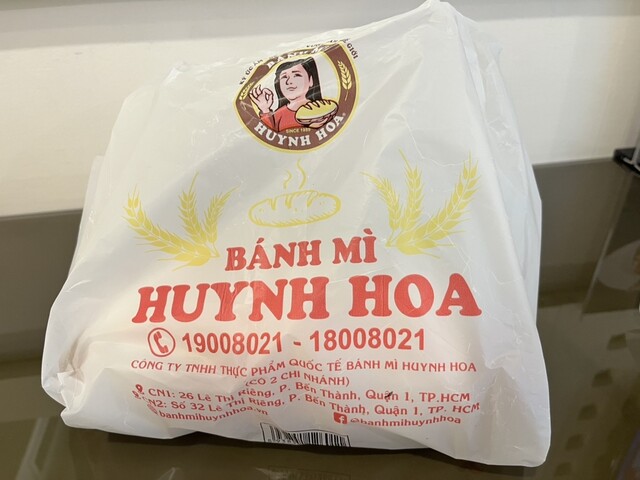 HUYNH HOA
BÁNH MÌ
HUYNH HOA
19008021 - 18008021
CÔNG TY TNHH THỰC PHẨM QUỐC TẾ BÁNH MÌ HUYNH HOA
(CÓ 2 CHI NHÁNH)
CN1: 26 Lê Thị Riêng, P. Bến Thành, Quận 1, TP.HCM
CN2: Số 32 Lê Thị Riêng, P. Bến Thành, Quận 1, TP. HCM
@banhmihuynhhoa.vn @banhmihuynhhoa